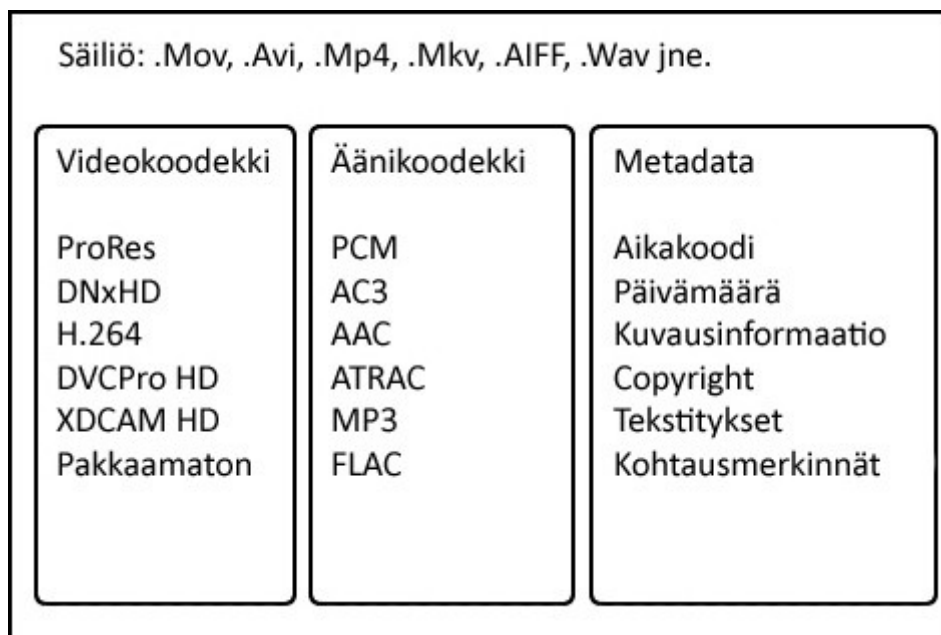 Säiliö: .Mov, .Avi, .Mp4, .Mkv, .AIFF, .Wav jne.
Videokoodekki
ProRes
DNxHD
H.264
DVCPro HD
XDCAM HD
Pakkaamaton
Äänikoodekki
PCM
AC3
AAC
ATRAC
MP3
FLAC
Metadata
Aikakoodi
Päivämäärä
Kuvausinformaatio
Copyright
Tekstitykset
Kohtausmerkinnät